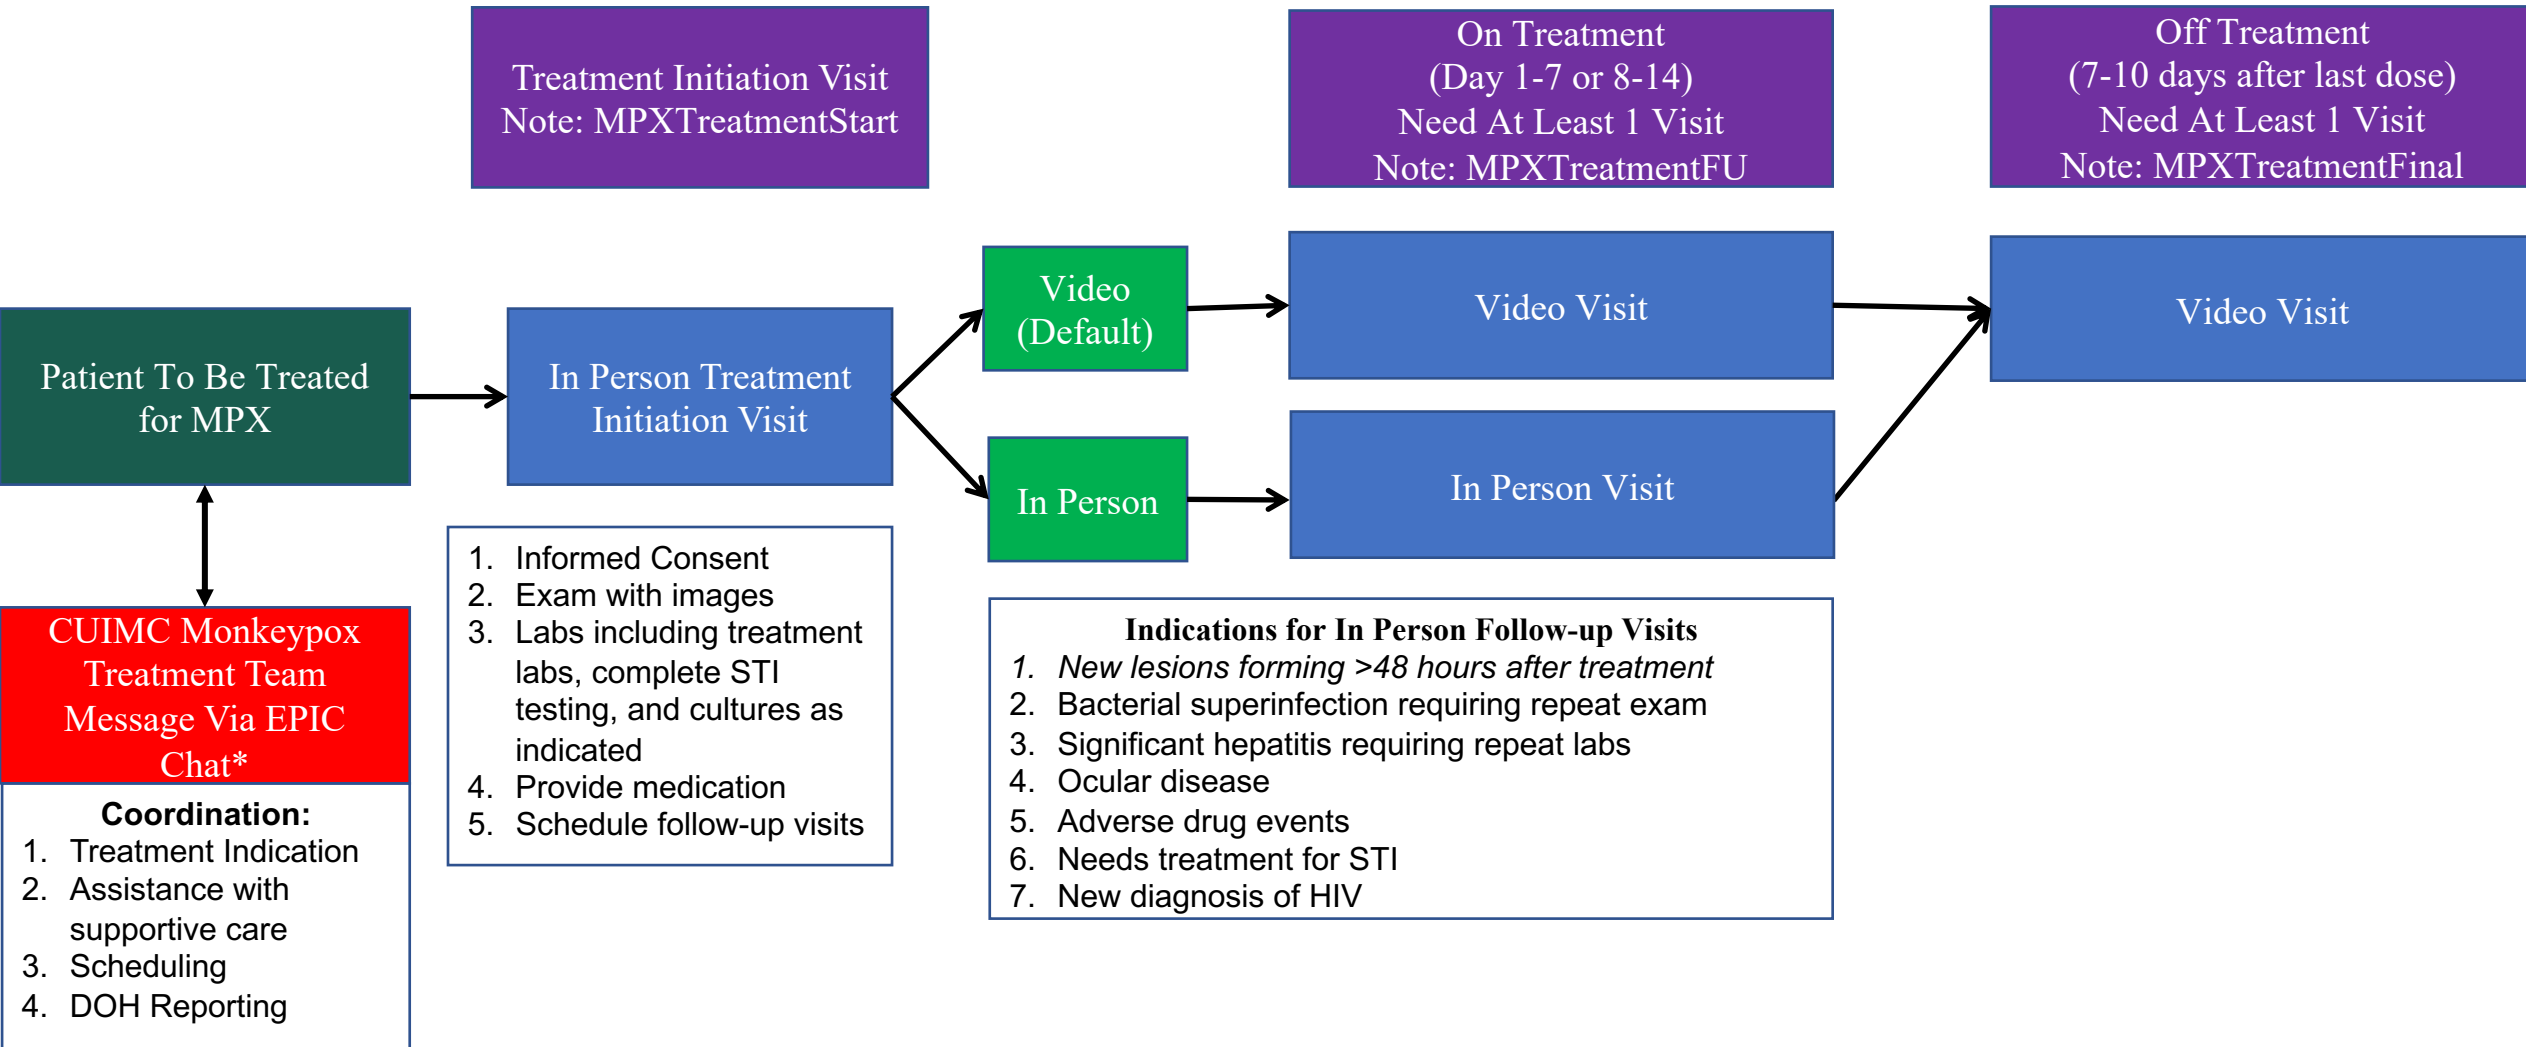 Treatment Initiation Visit
Note: MPXTreatmentStart
On Treatment
(Day 1-7 or 8-14)
Need At Least 1 Visit
Note: MPXTreatmentFU
Off Treatment
(7-10 days after last dose)
Need At Least 1 Visit
Note: MPXTreatmentFinal
Patient To Be Treated
for MPX
In Person Treatment
Initiation Visit
Video
(Default)
Video Visit
Video Visit
In Person
In Person Visit
CUIMC Monkeypox
Treatment Team
Message Via EPIC
Chat*
Coordination:
1. Treatment Indication
2. Assistance with
supportive care
3. Scheduling
4. DOH Reporting
1. Informed Consent
2. Exam with images
3. Labs including treatment
labs, complete STI
testing, and cultures as
indicated
4. Provide medication
5. Schedule follow-up visits
Indications for In Person Follow-up Visits
1. New lesions forming >48 hours after treatment
2. Bacterial superinfection requiring repeat exam
3. Significant hepatitis requiring repeat labs
4. Ocular disease
5. Adverse drug events
6. Needs treatment for STI
7. New diagnosis of HIV